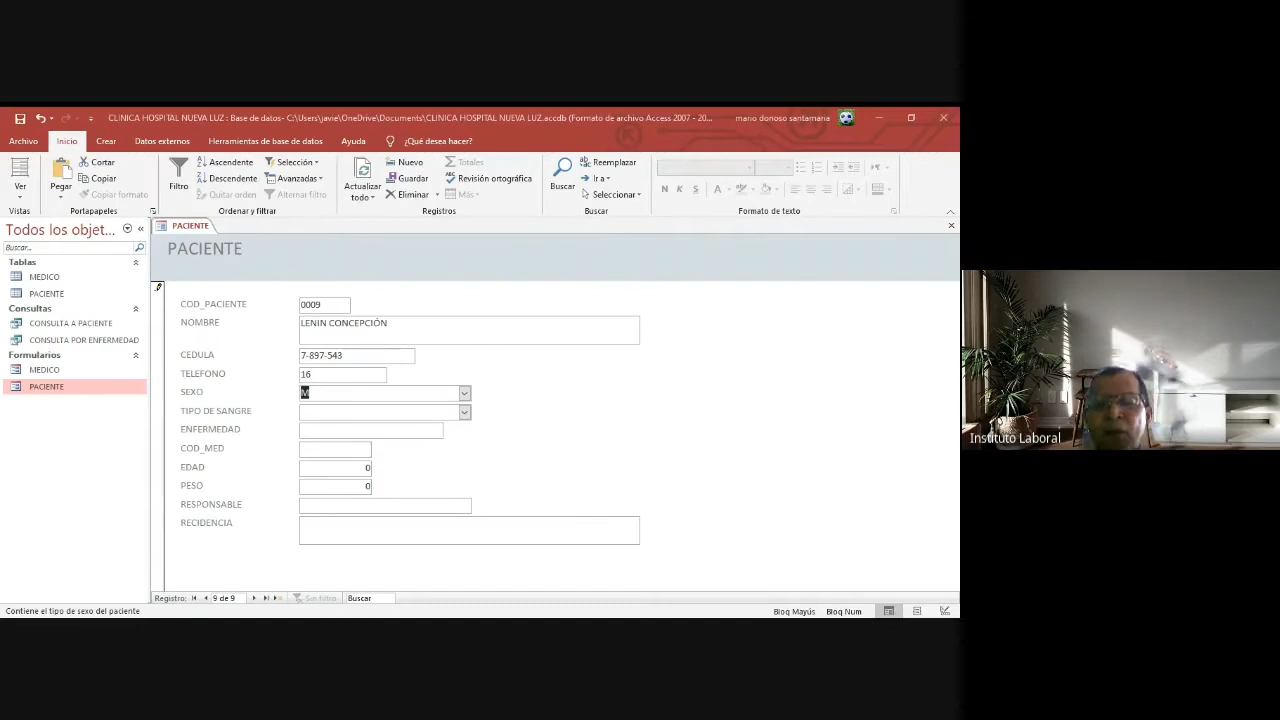 CLINICA HOSPITAL NUEVA LUZ : Base de datos- C:\Users\javie\OneDrive\Documents\CLINICA HOSPITAL NUEVA LUZ.accdb (Formato de archivo Access 2007 - 20... mario donoso santamaria
Archivo Inicio Crear Datos externos Herramientas de base de datos Ayuda ¿Qué desea hacer?
Ver
Vistas
Pegar
Cortar
Copiar
Copiar formato
Portapapeles
Filtro
Ascendente
Descendente
Quitar orden
Selección
Avanzadas
Alternar filtro
Ordenar y filtrar
Actualizar todo
Nuevo
Guardar
Eliminar
Totales
Revisión ortográfica
Más
Registros
Buscar
Reemplazar
Ir a
Seleccionar
Buscar
N K S A
Formato de texto
Todos los objet...
Buscar...
Tablas
MEDICO
PACIENTE
Consultas
CONSULTA A PACIENTE
CONSULTA POR ENFERMEDAD
Formularios
MEDICO
PACIENTE
PACIENTE
PACIENTE
COD_PACIENTE 0009
NOMBRE LENIN CONCEPCIÓN
CEDULA 7-897-543
TELEFONO 16
SEXO M
TIPO DE SANGRE
ENFERMEDAD
COD_MED
EDAD 0
PESO 0
RESPONSABLE
RECIDENCIA
Registro: 9 de 9 Sin filtro Buscar
Contiene el tipo de sexo del paciente Bloq Mayús Bloq Num
Instituto Laboral